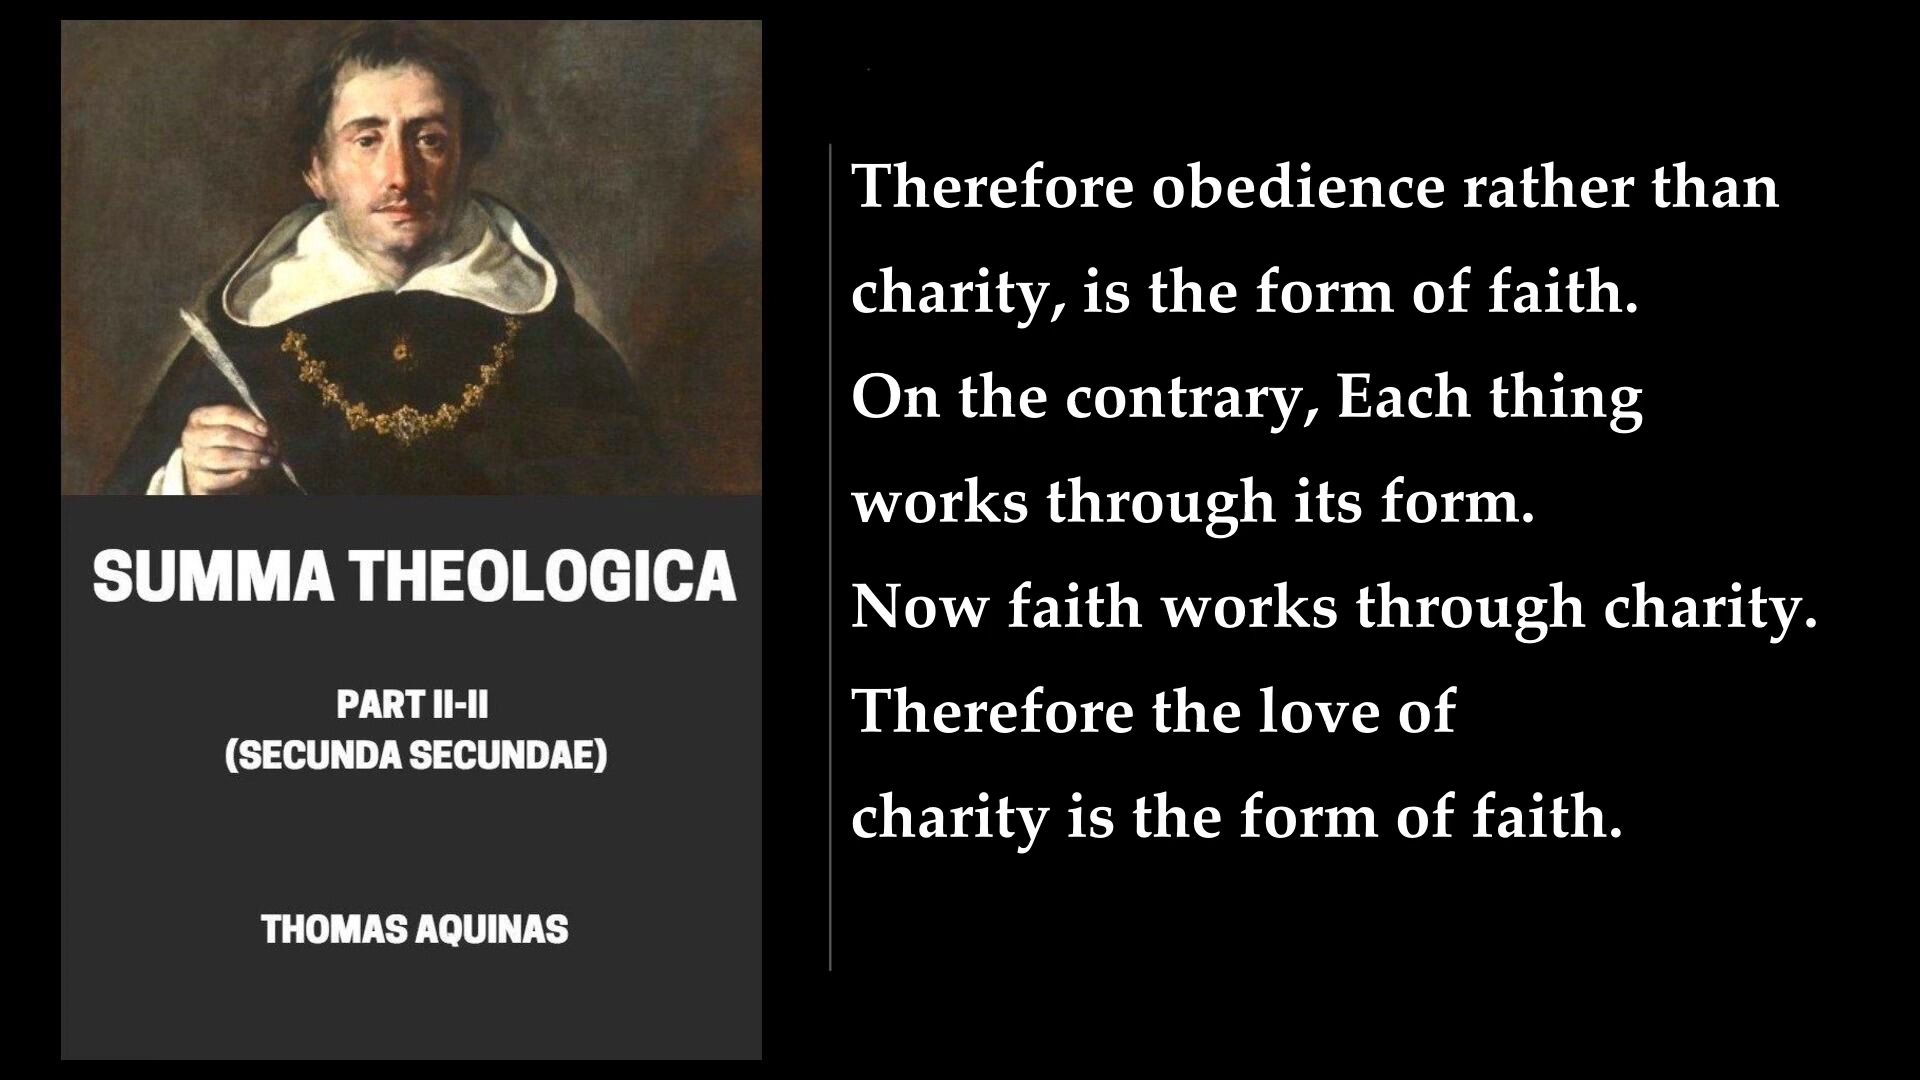 SUMMA THEOLOGICA
PART II-II
(SECUNDA SECUNDAE)
THOMAS AQUINAS
Therefore obedience rather than
charity, is the form of faith.
On the contrary, Each thing
works through its form.
Now faith works through charity.
Therefore the love of
charity is the form of faith.